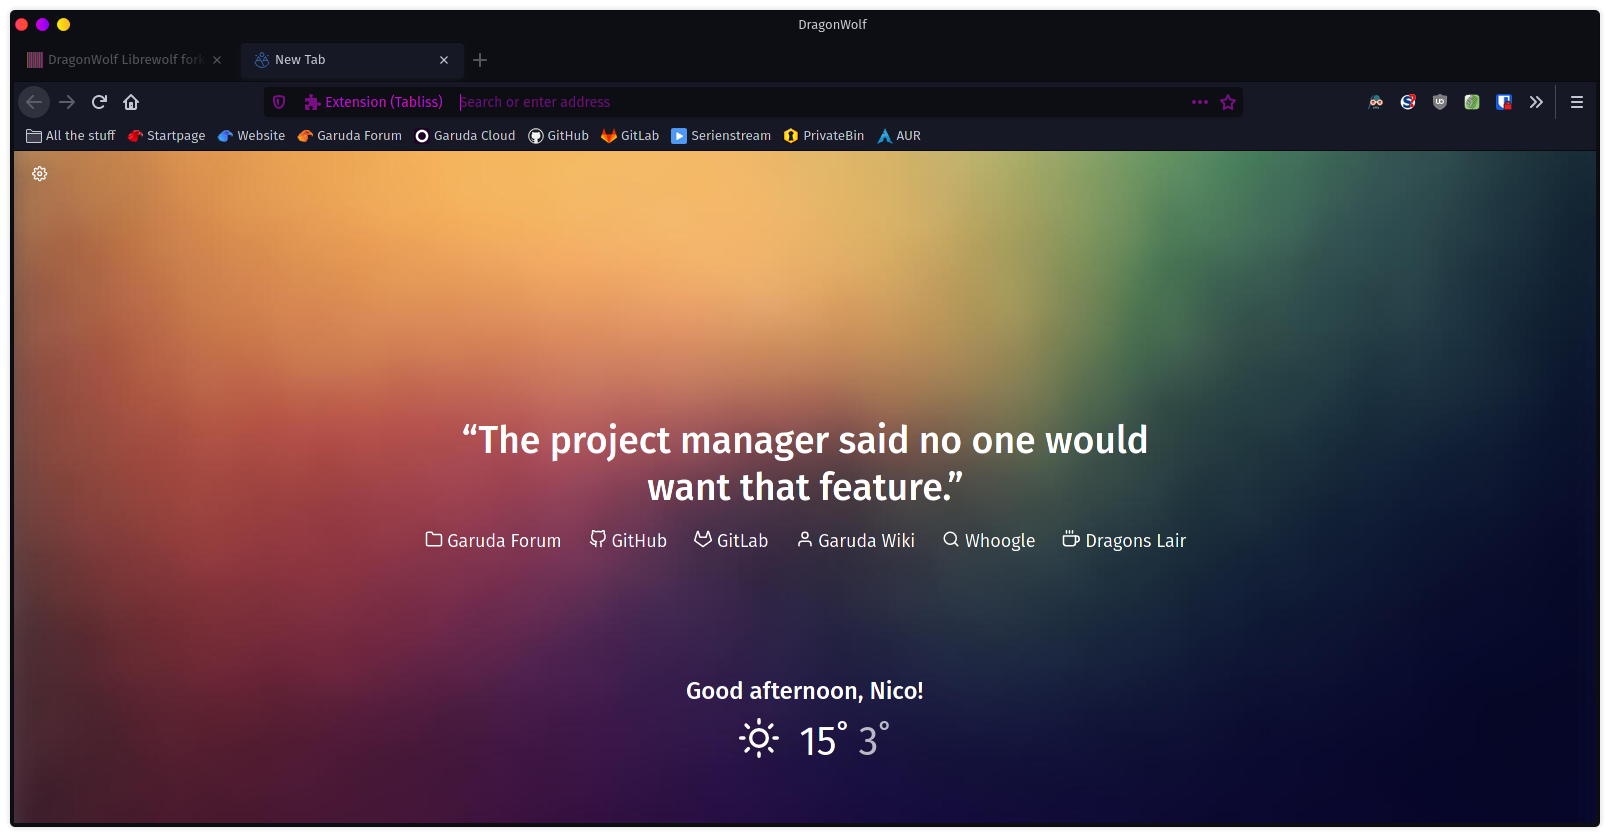 DragonWolf
DragonWolf Librewolf fork
New Tab
Extension (Tabliss) Search or enter address
All the stuff Startpage Website Garuda Forum Garuda Cloud GitHub GitLab Serienstream PrivateBin AUR
“The project manager said no one would
want that feature.”
Garuda Forum GitHub GitLab Garuda Wiki Whoogle Dragons Lair
Good afternoon, Nico!
15° 3°